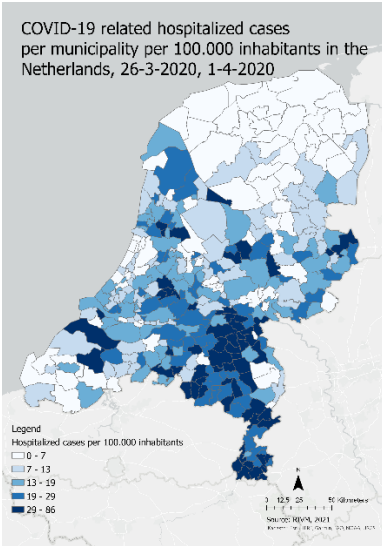 COVID-19 related hospitalized cases
per municipality per 100.000 inhabitants in the
Netherlands, 26-3-2020, 1-4-2020
Legend
Hospitalized cases per 100.000 inhabitants
0 - 7
7 - 13
13 - 19
19 - 29
29 - 86
N
0 12.5 25 50 Kilometers
Source: RIVM, 2021